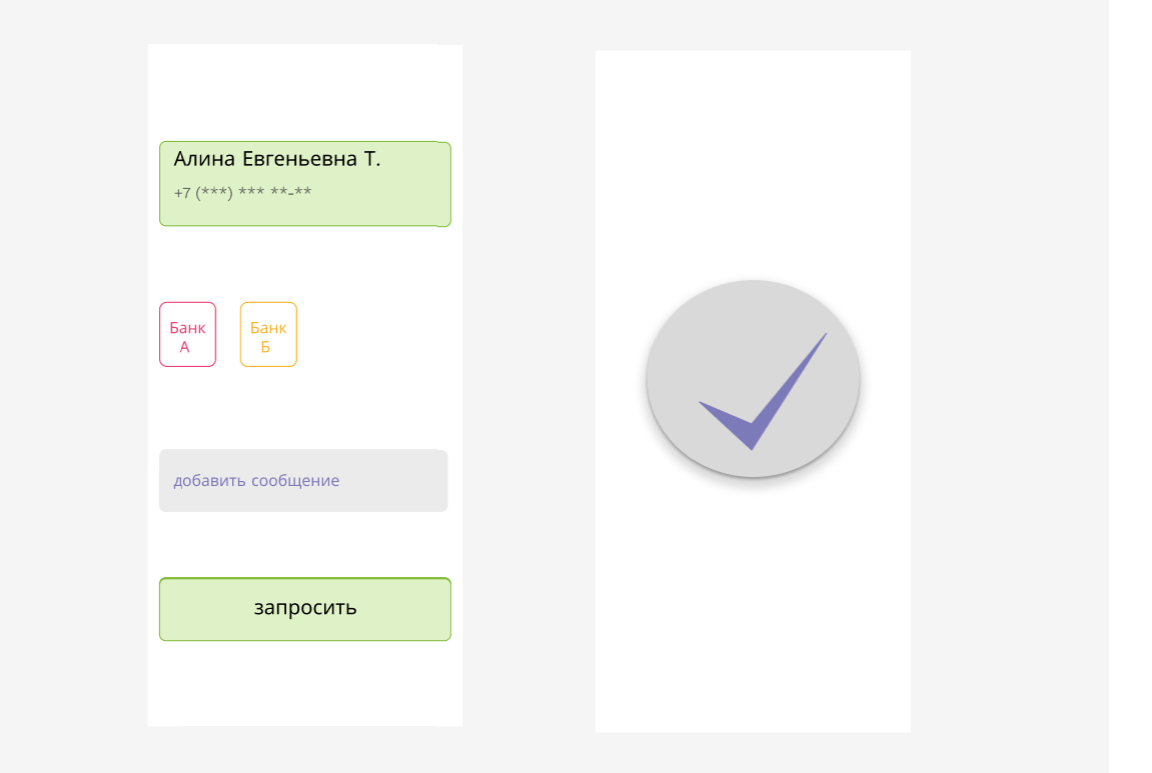 Алина Евгеньевна Т.
+7 (***) *** **-**
Банк
А
Банк
Б
добавить сообщение
запросить